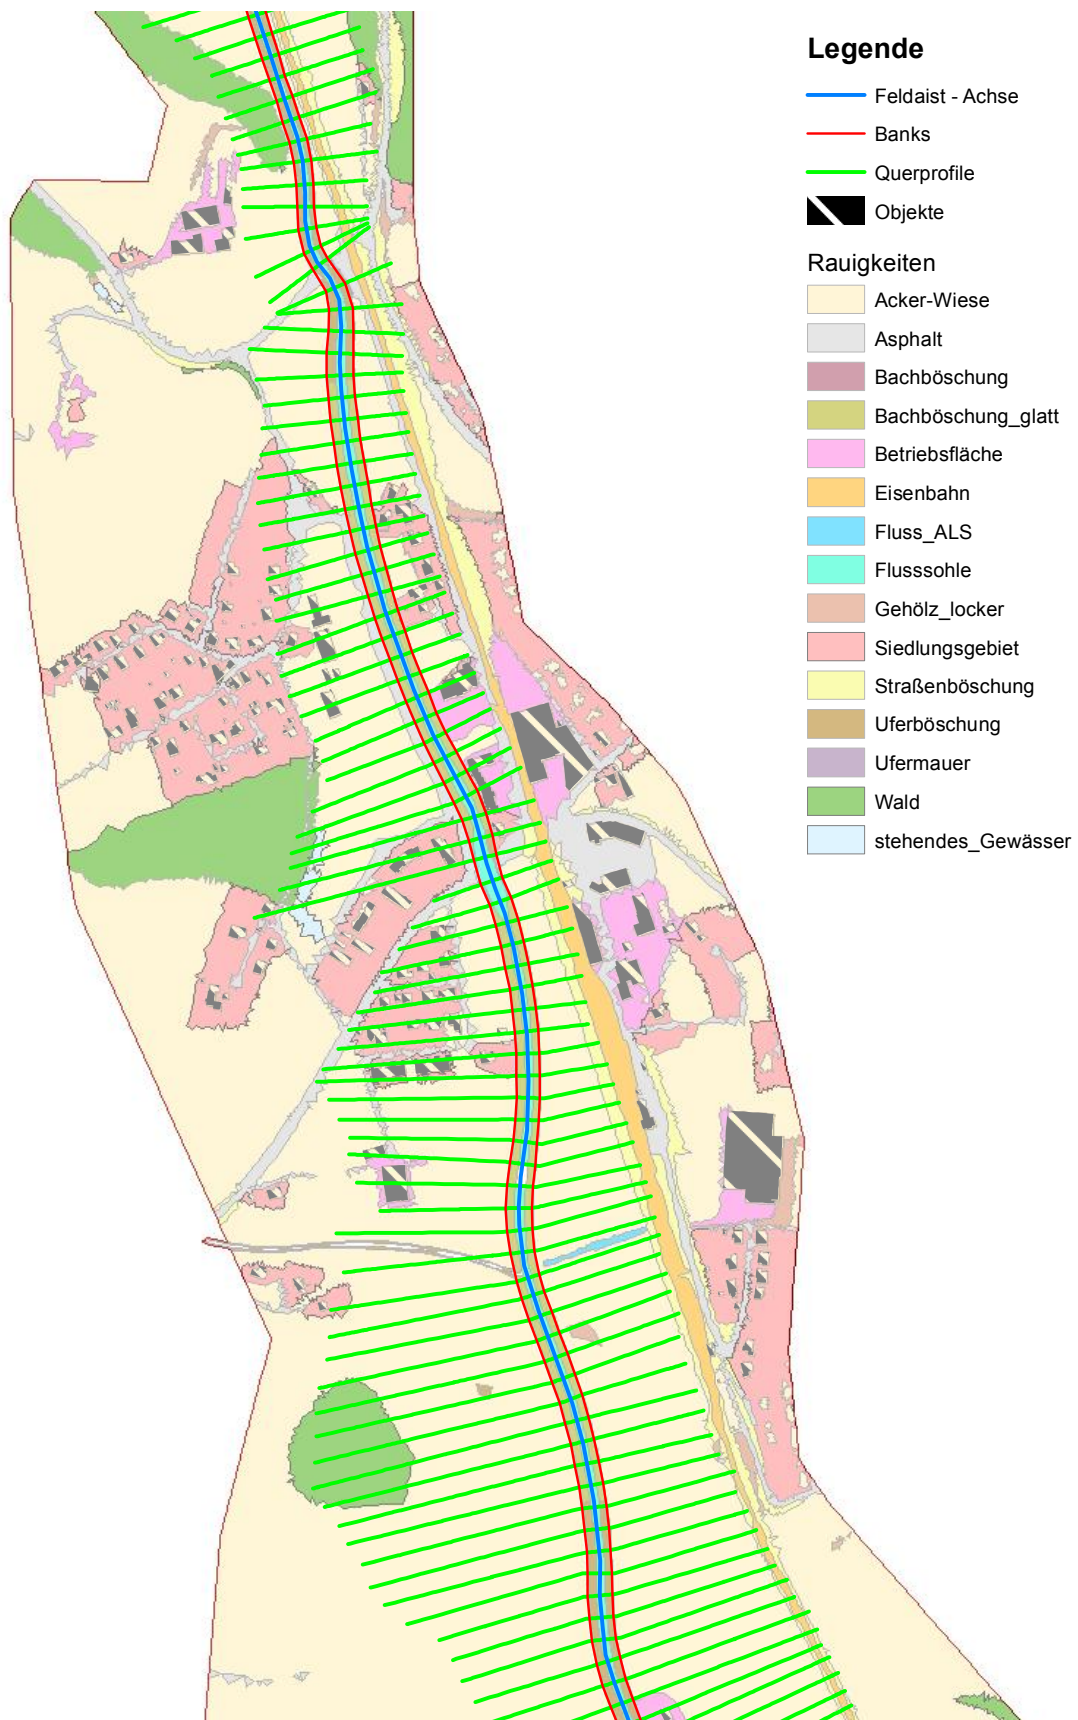 Legende
Feldaist - Achse
Banks
Querprofile
Objekte
Rauigkeiten
Acker-Wiese
Asphalt
Bachböschung
Bachböschung_glatt
Betriebsfläche
Eisenbahn
Fluss_ALS
Flusssohle
Gehölz_locker
Siedlungsgebiet
Straßenböschung
Uferböschung
Ufermauer
Wald
stehendes_Gewässer